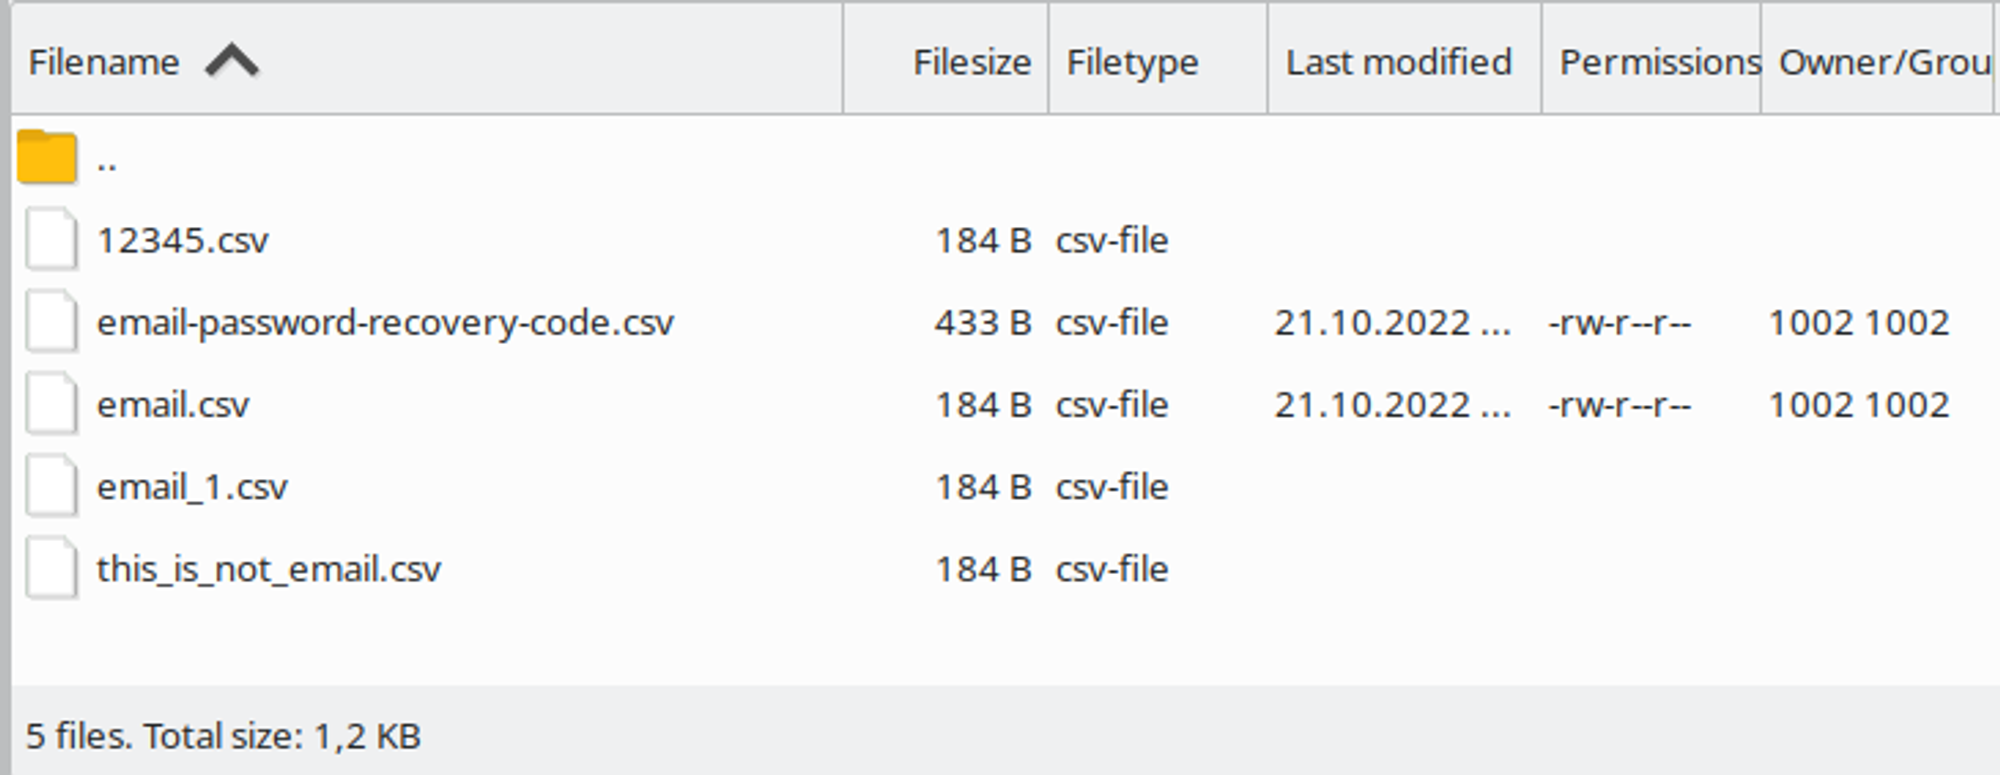 Filename Filesize Filetype Last modified Permissions Owner/Grou
..
12345.csv 184 B csv-file
email-password-recovery-code.csv 433 B csv-file 21.10.2022 ... -rw-r--r-- 1002 1002
email.csv 184 B csv-file 21.10.2022 ... -rw-r--r-- 1002 1002
email_1.csv 184 B csv-file
this_is_not_email.csv 184 B csv-file
5 files. Total size: 1,2 KB